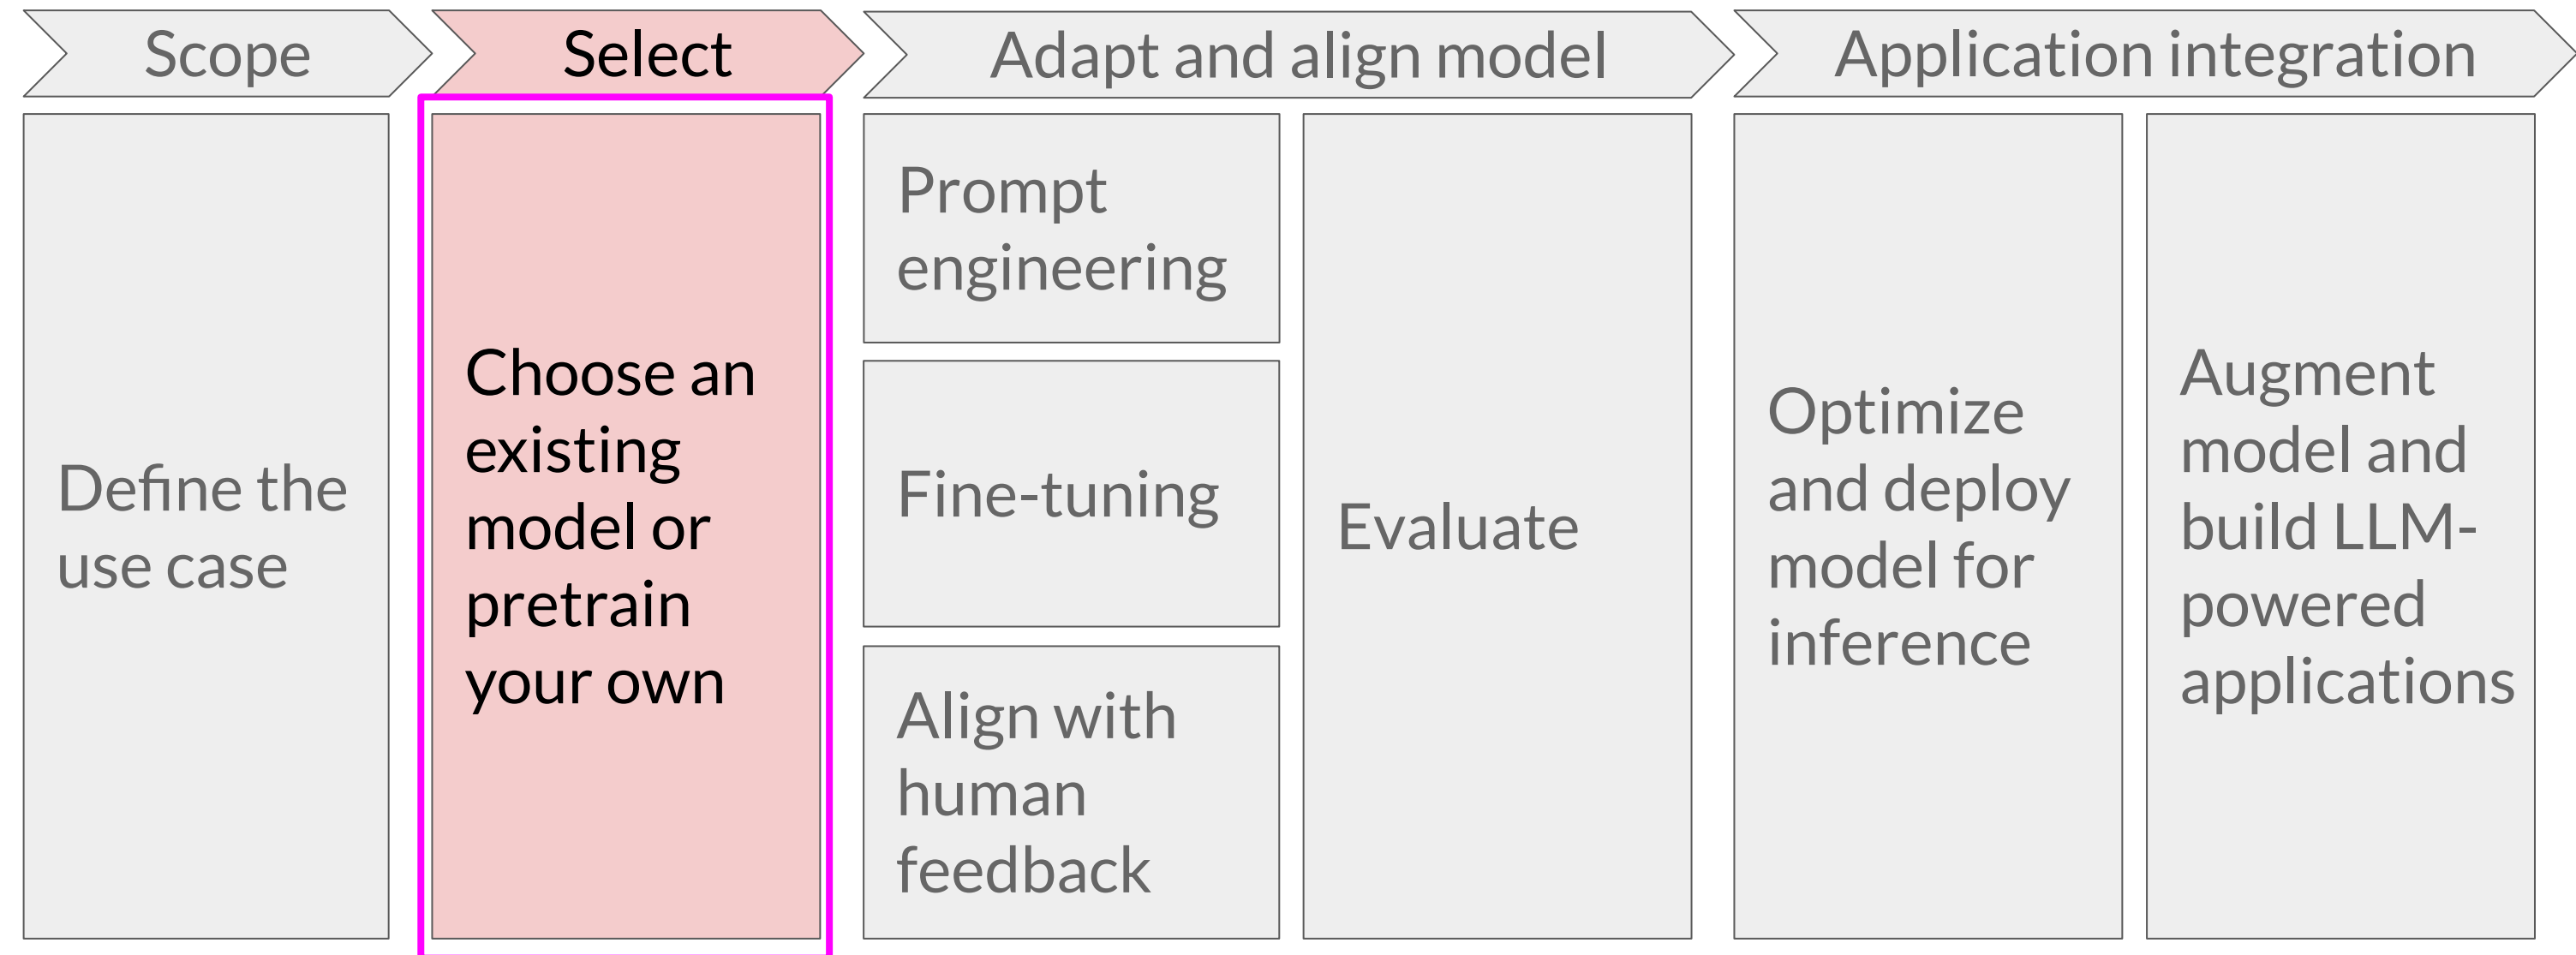 Scope
Select
Adapt and align model
Application integration
Define the
use case
Choose an
existing
model or
pretrain
your own
Prompt
engineering
Fine-tuning
Align with
human
feedback
Evaluate
Optimize
and deploy
model for
inference
Augment
model and
build LLM-
powered
applications